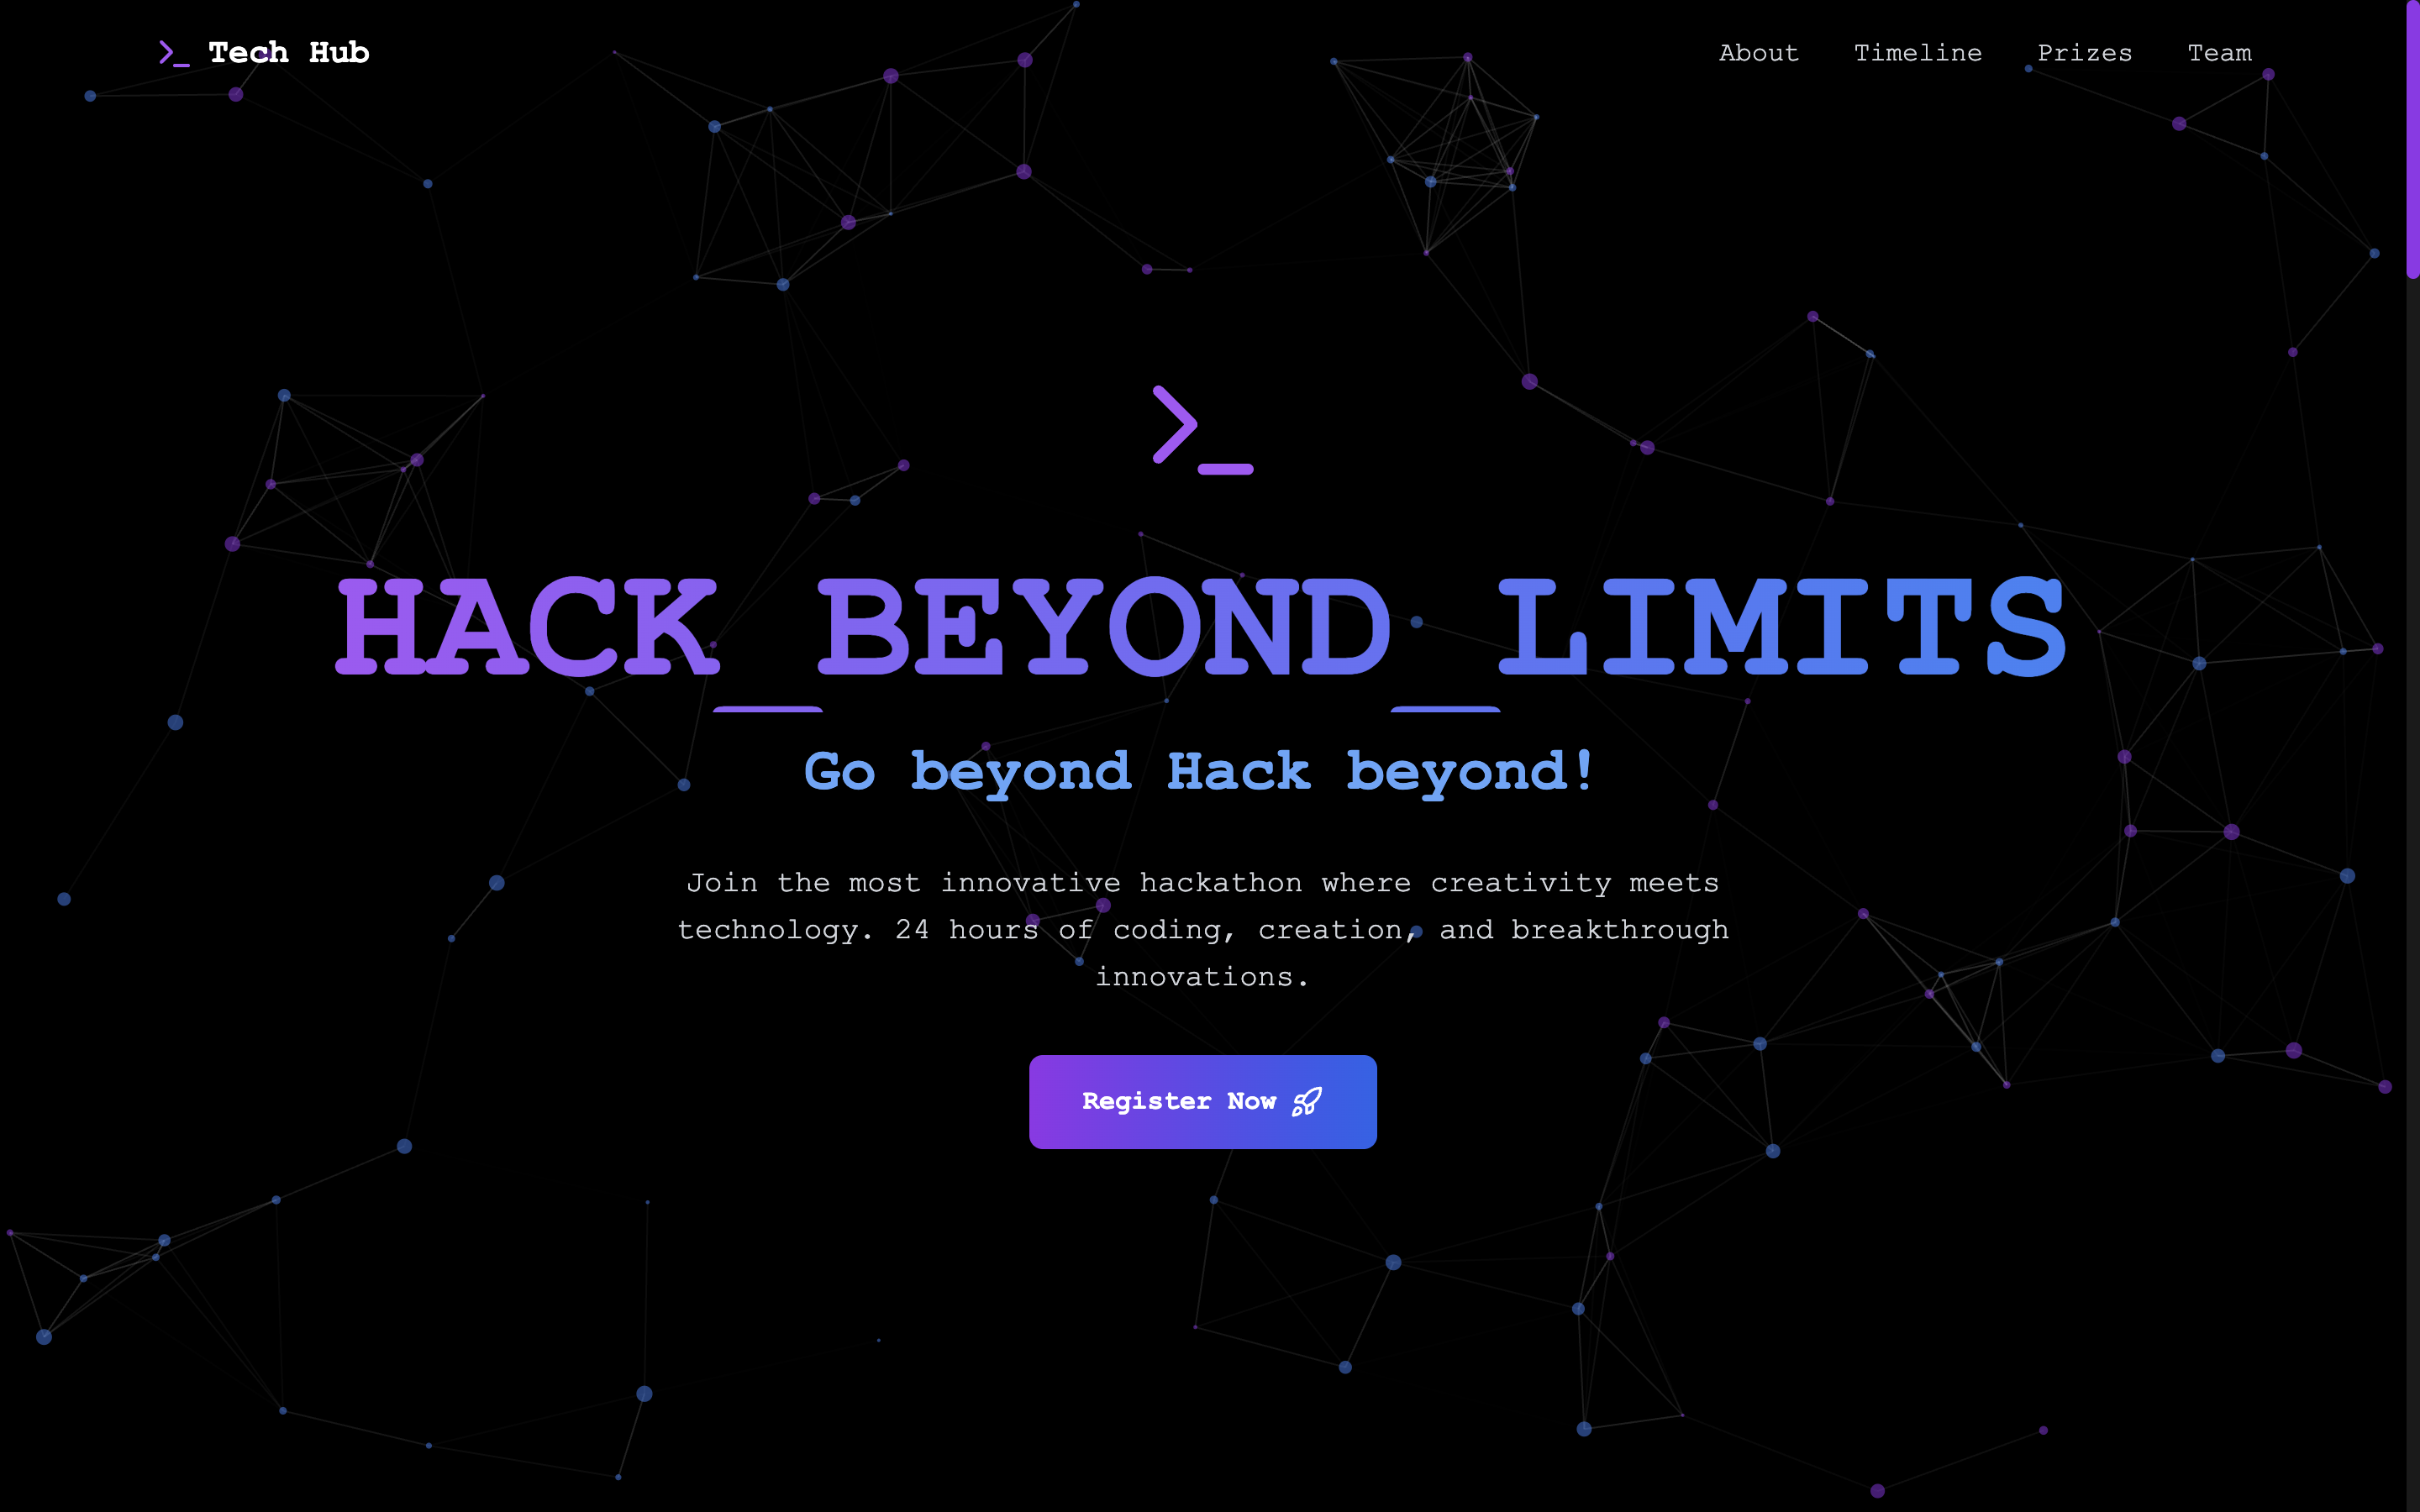 >_ Tech Hub
About Timeline Prizes Team
>_
HACK_BEYOND_LIMITS
Go beyond Hack beyond!
Join the most innovative hackathon where creativity meets
technology. 24 hours of coding, creation, and breakthrough
innovations.
Register Now